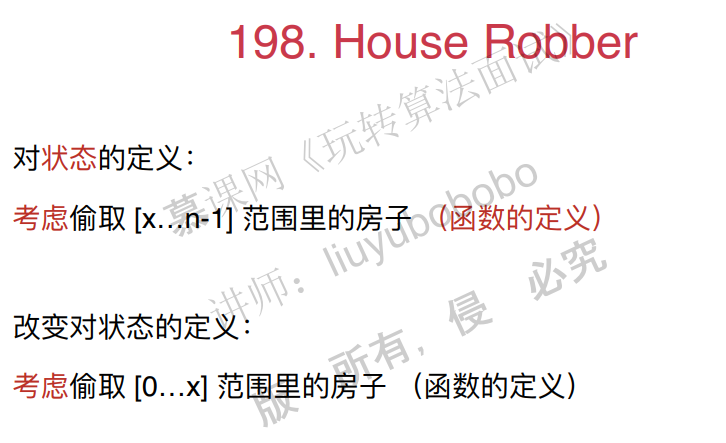 198. House Robber
对状态的定义：
考虑偷取 [x…n-1] 范围里的房子 （函数的定义）
改变对状态的定义：
考虑偷取 [0…x] 范围里的房子 （函数的定义）
慕课网《玩转算法面试》
讲师：liuyubobobo
版 所有，侵 必究